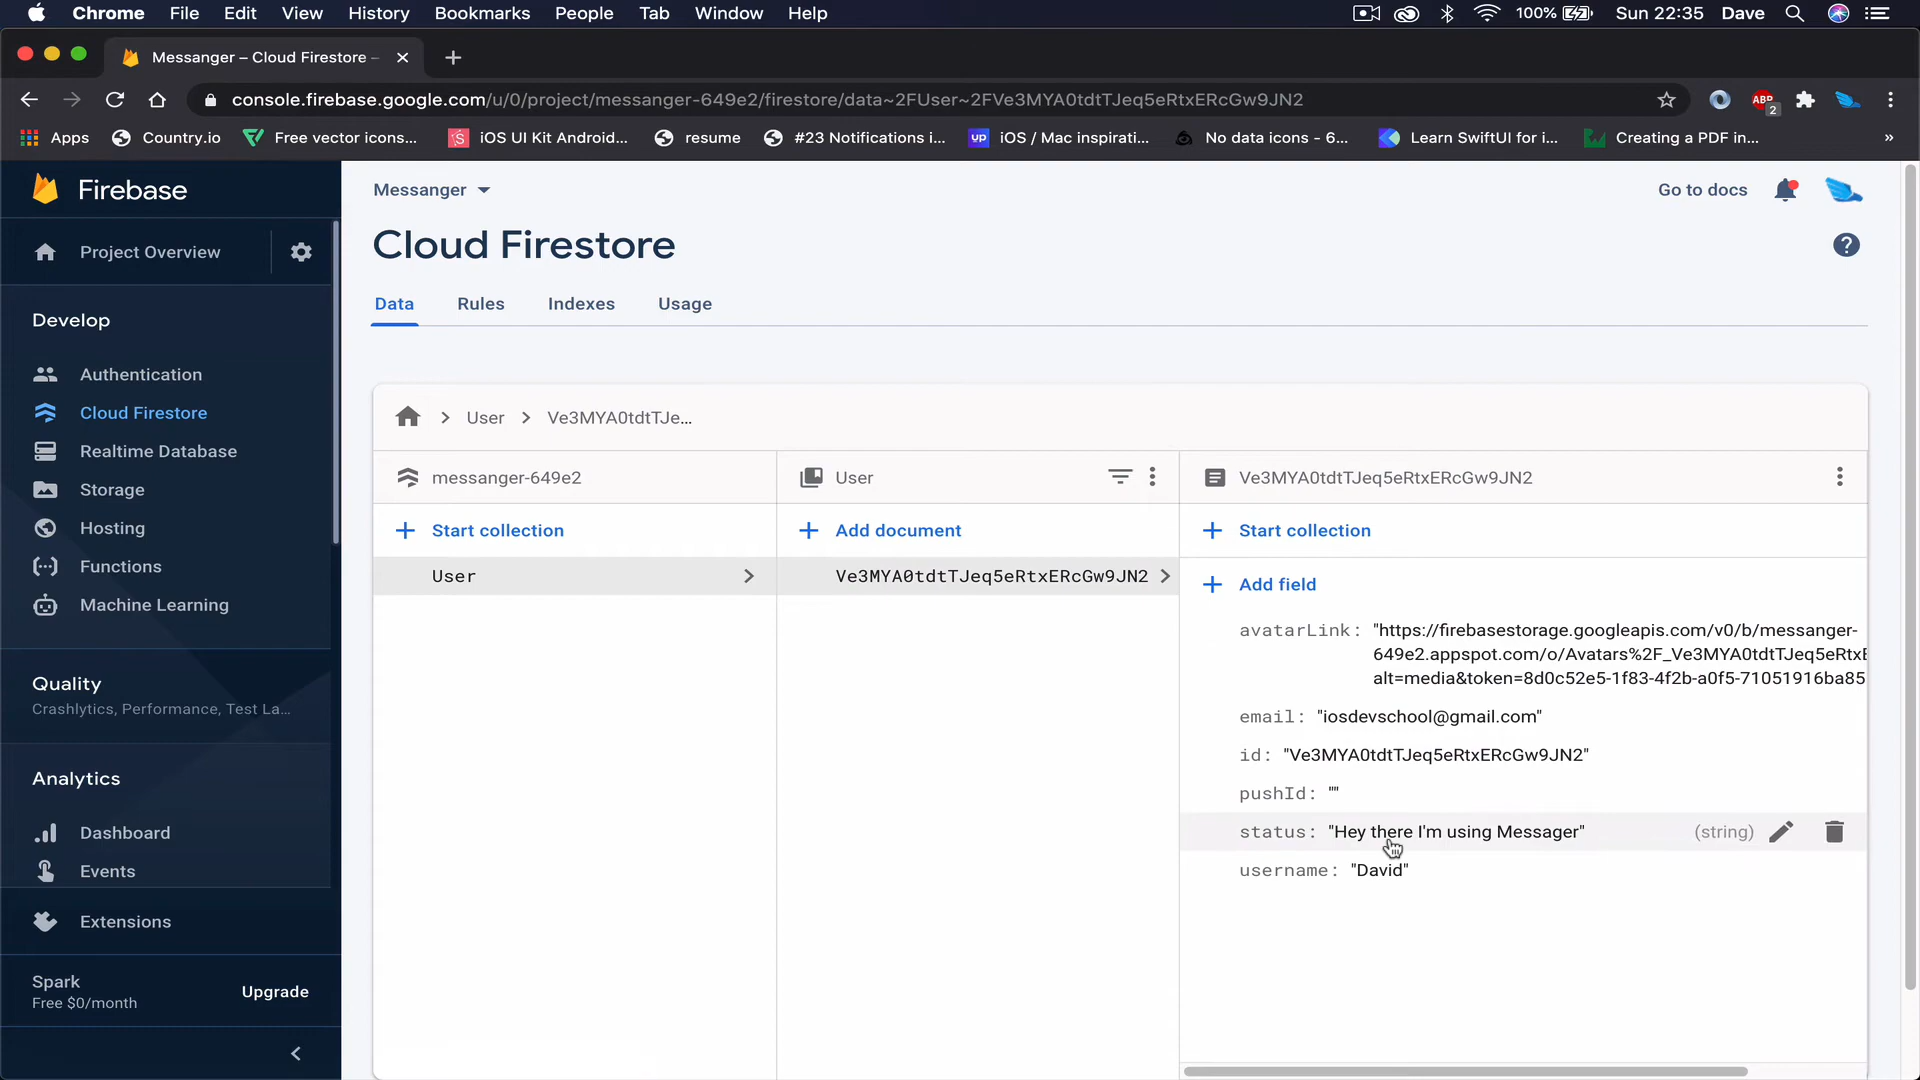 Chrome File Edit View History Bookmarks People Tab Window Help 100% Sun 22:35 Dave
Messanger – Cloud Firestore –
console.firebase.google.com/u/0/project/messanger-649e2/firestore/data~2FUser~2FVe3MYA0tdtTJeq5eRtxERcGw9JN2
ABP 2
Apps Country.io Free vector icons... iOS UI Kit Android... resume #23 Notifications i... up iOS / Mac inspirati... No data icons - 6... Learn SwiftUI for i... Creating a PDF in... »
Firebase
Project Overview
Develop
Authentication
Cloud Firestore
Realtime Database
Storage
Hosting
Functions
Machine Learning
Quality
Crashlytics, Performance, Test La...
Analytics
Dashboard
Events
Extensions
Spark
Free $0/month
Upgrade
Messanger
Go to docs
Cloud Firestore
Data Rules Indexes Usage
User Ve3MYA0tdtTJe...
messanger-649e2
Start collection
User
User
Add document
Ve3MYA0tdtTJeq5eRtxERcGw9JN2
Ve3MYA0tdtTJeq5eRtxERcGw9JN2
Start collection
Add field
avatarLink: "https://firebasestorage.googleapis.com/v0/b/messanger-
649e2.appspot.com/o/Avatars%2F_Ve3MYA0tdtTJeq5eRtxE
alt=media&token=8d0c52e5-1f83-4f2b-a0f5-71051916ba85
email: "iosdevschool@gmail.com"
id: "Ve3MYA0tdtTJeq5eRtxERcGw9JN2"
pushId: ""
status: "Hey there I'm using Messager" (string)
username: "David"